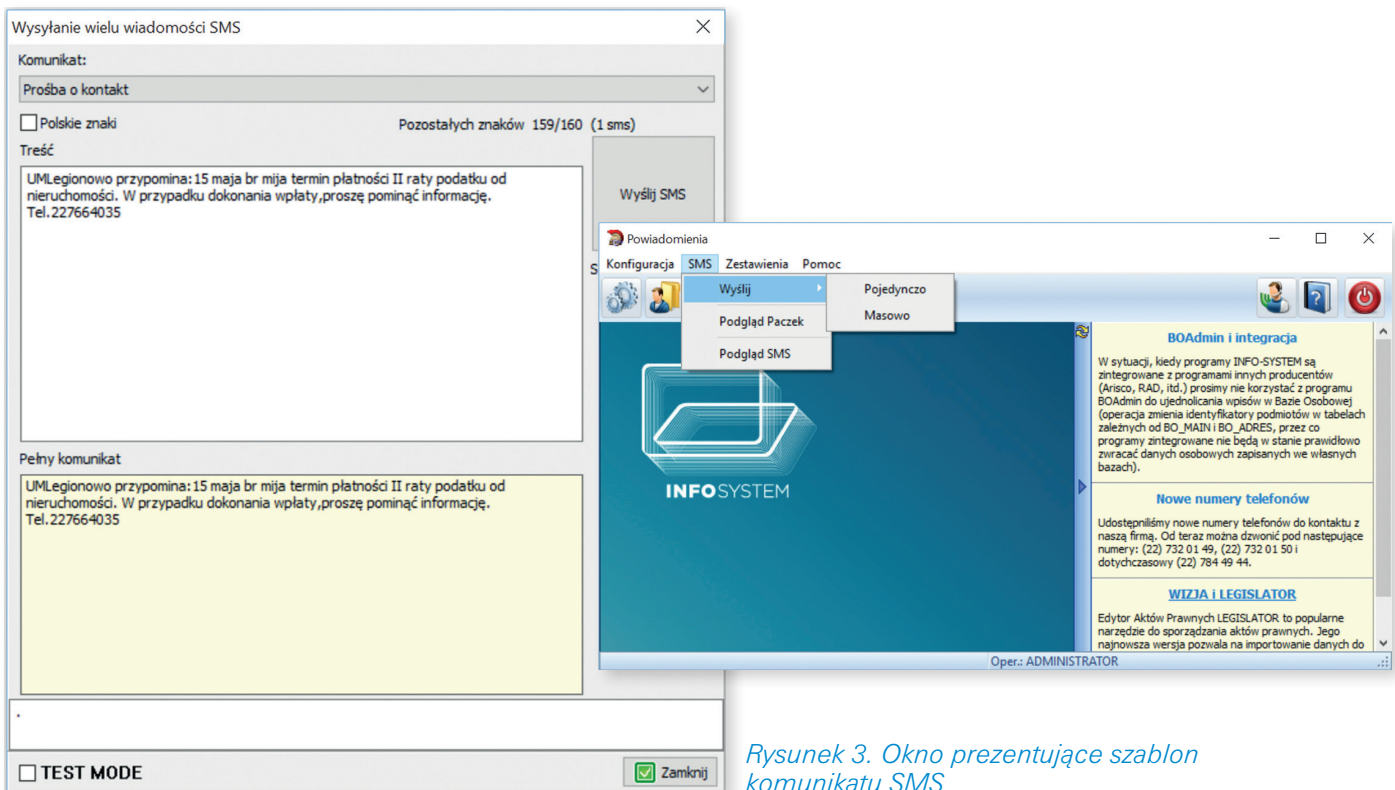 Wysyłanie wielu wiadomości SMS
Komunikat:
Prośba o kontakt
Polskie znaki
Pozostałych znaków 159/160 (1 sms)
Treść
UMLegionowo przypomina:15 maja br mija termin płatności II raty podatku od
nieruchomości. W przypadku dokonania wpłaty,proszę pominąć informację.
Tel.227664035
Wyślij SMS
S
Pełny komunikat
UMLegionowo przypomina:15 maja br mija termin płatności II raty podatku od
nieruchomości. W przypadku dokonania wpłaty,proszę pominąć informację.
Tel.227664035
.
TEST MODE
Zamknij
Powiadomienia
Konfiguracja SMS Zestawienia Pomoc
Wyślij
Podgląd Paczek
Podgląd SMS
Pojedynczo
Masowo
INFOSYSTEM
BOAdmin i integracja
W sytuacji, kiedy programy INFO-SYSTEM są
zintegrowane z programami innych producentów
(Arisco, RAD, itd.) prosimy nie korzystać z programu
BOAdmin do ujednolicania wpisów w Bazie Osobowej
(operacja zmienia identyfikatory podmiotów w tabelach
zależnych od BO_MAIN i BO_ADRES, przez co
programy zintegrowane nie będą w stanie prawidłowo
zwracać danych osobowych zapisanych we własnych
bazach).
Nowe numery telefonów
Udostępniliśmy nowe numery telefonów do kontaktu z
naszą firmą. Od teraz można dzwonić pod następujące
numery: (22) 732 01 49, (22) 732 01 50 i
dotychczasowy (22) 784 49 44.
WIZJA i LEGISLATOR
Edytor Aktów Prawnych LEGISLATOR to popularne
narzędzie do sporządzania aktów prawnych. Jego
najnowsza wersja pozwala na importowanie danych do
Oper.: ADMINISTRATOR
Rysunek 3. Okno prezentujące szablon
komunikatu SMS